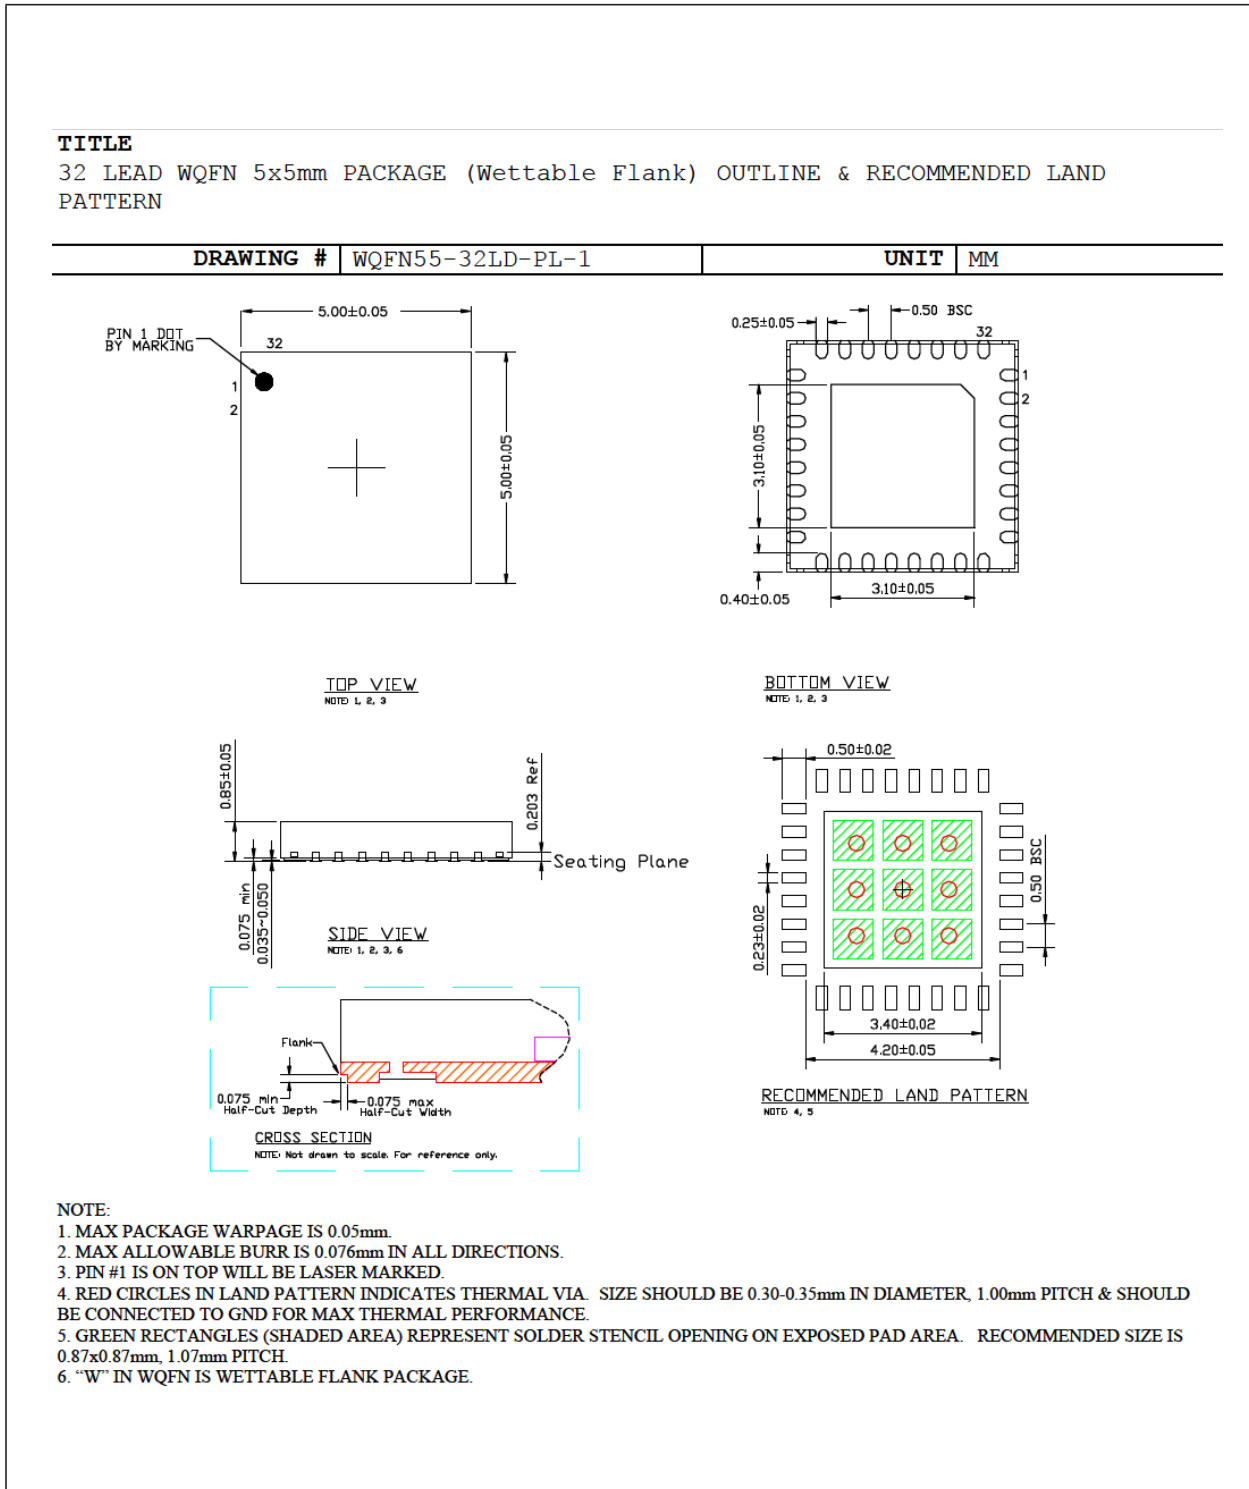 TITLE
32 LEAD WQFN 5x5mm PACKAGE (Wettable Flank) OUTLINE & RECOMMENDED LAND
PATTERN
DRAWING # WQFN55-32LD-PL-1 UNIT MM
5.00±0.05
PIN 1 DOT
BY MARKING
32
1
2
5.00±0.05
TOP VIEW
NOTE: 1, 2, 3
0.50 BSC
0.25±0.05
32
1
2
3.10±0.05
0.40±0.05
3.10±0.05
BOTTOM VIEW
NOTE: 1, 2, 3
0.85±0.05
0.203 Ref
Seating Plane
0.075 min
0.035~0.050
SIDE VIEW
NOTE: 1, 2, 3, 6
Flank
0.075 min
Half-Cut Depth
0.075 max
Half-Cut Width
CROSS SECTION
NOTE: Not drawn to scale. For reference only.
0.50±0.02
0.50 BSC
0.23±0.02
3.40±0.02
4.20±0.05
RECOMMENDED LAND PATTERN
NOTE: 4, 5
NOTE:
1. MAX PACKAGE WARPAGE IS 0.05mm.
2. MAX ALLOWABLE BURR IS 0.076mm IN ALL DIRECTIONS.
3. PIN #1 IS ON TOP WILL BE LASER MARKED.
4. RED CIRCLES IN LAND PATTERN INDICATES THERMAL VIA. SIZE SHOULD BE 0.30-0.35mm IN DIAMETER, 1.00mm PITCH & SHOULD
BE CONNECTED TO GND FOR MAX THERMAL PERFORMANCE.
5. GREEN RECTANGLES (SHADED AREA) REPRESENT SOLDER STENCIL OPENING ON EXPOSED PAD AREA. RECOMMENDED SIZE IS
0.87x0.87mm, 1.07mm PITCH.
6. “W” IN WQFN IS WETTABLE FLANK PACKAGE.